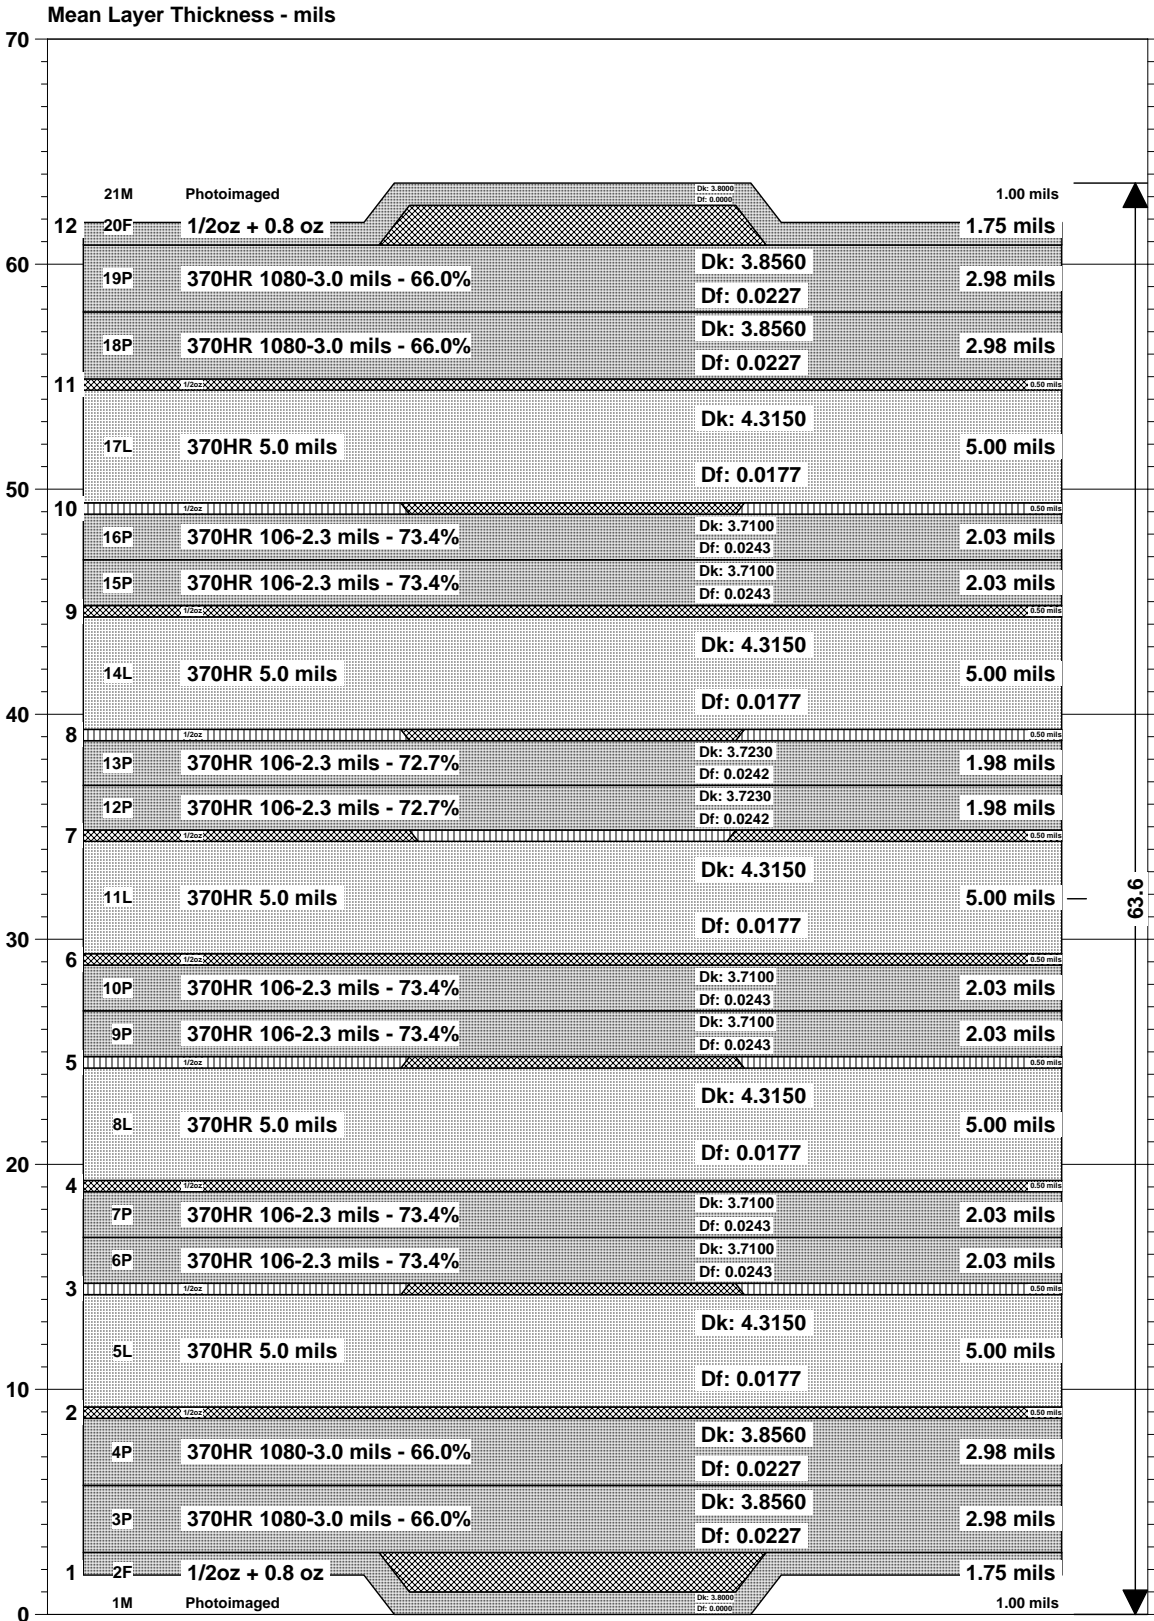 Mean Layer Thickness - mils
70
21M Photoimaged Dk: 3.8000 1.00 mils
Df: 0.0000
12 20F 1/2oz + 0.8 oz 1.75 mils
60
Dk: 3.8560
19P 370HR 1080-3.0 mils - 66.0% 2.98 mils
Df: 0.0227
Dk: 3.8560
18P 370HR 1080-3.0 mils - 66.0% 2.98 mils
Df: 0.0227
11 1/2oz 0.50 mils
Dk: 4.3150
17L 370HR 5.0 mils 5.00 mils
Df: 0.0177
50
10 1/2oz 0.50 mils
Dk: 3.7100
16P 370HR 106-2.3 mils - 73.4% 2.03 mils
Df: 0.0243
Dk: 3.7100
15P 370HR 106-2.3 mils - 73.4% 2.03 mils
Df: 0.0243
9 1/2oz 0.50 mils
Dk: 4.3150
14L 370HR 5.0 mils 5.00 mils
Df: 0.0177
40
8 1/2oz 0.50 mils
Dk: 3.7230
13P 370HR 106-2.3 mils - 72.7% 1.98 mils
Df: 0.0242
Dk: 3.7230
12P 370HR 106-2.3 mils - 72.7% 1.98 mils
Df: 0.0242
7 1/2oz 0.50 mils
Dk: 4.3150
11L 370HR 5.0 mils 5.00 mils
63.6
Df: 0.0177
30
6 1/2oz 0.50 mils
Dk: 3.7100
10P 370HR 106-2.3 mils - 73.4% 2.03 mils
Df: 0.0243
Dk: 3.7100
9P 370HR 106-2.3 mils - 73.4% 2.03 mils
Df: 0.0243
5 1/2oz 0.50 mils
Dk: 4.3150
8L 370HR 5.0 mils 5.00 mils
Df: 0.0177
20
4 1/2oz 0.50 mils
Dk: 3.7100
7P 370HR 106-2.3 mils - 73.4% 2.03 mils
Df: 0.0243
Dk: 3.7100
6P 370HR 106-2.3 mils - 73.4% 2.03 mils
Df: 0.0243
3 1/2oz 0.50 mils
Dk: 4.3150
5L 370HR 5.0 mils 5.00 mils
Df: 0.0177
10
2 1/2oz 0.50 mils
Dk: 3.8560
4P 370HR 1080-3.0 mils - 66.0% 2.98 mils
Df: 0.0227
Dk: 3.8560
3P 370HR 1080-3.0 mils - 66.0% 2.98 mils
Df: 0.0227
1 2F 1/2oz + 0.8 oz 1.75 mils
Dk: 3.8000
1M Photoimaged 1.00 mils
Df: 0.0000
0